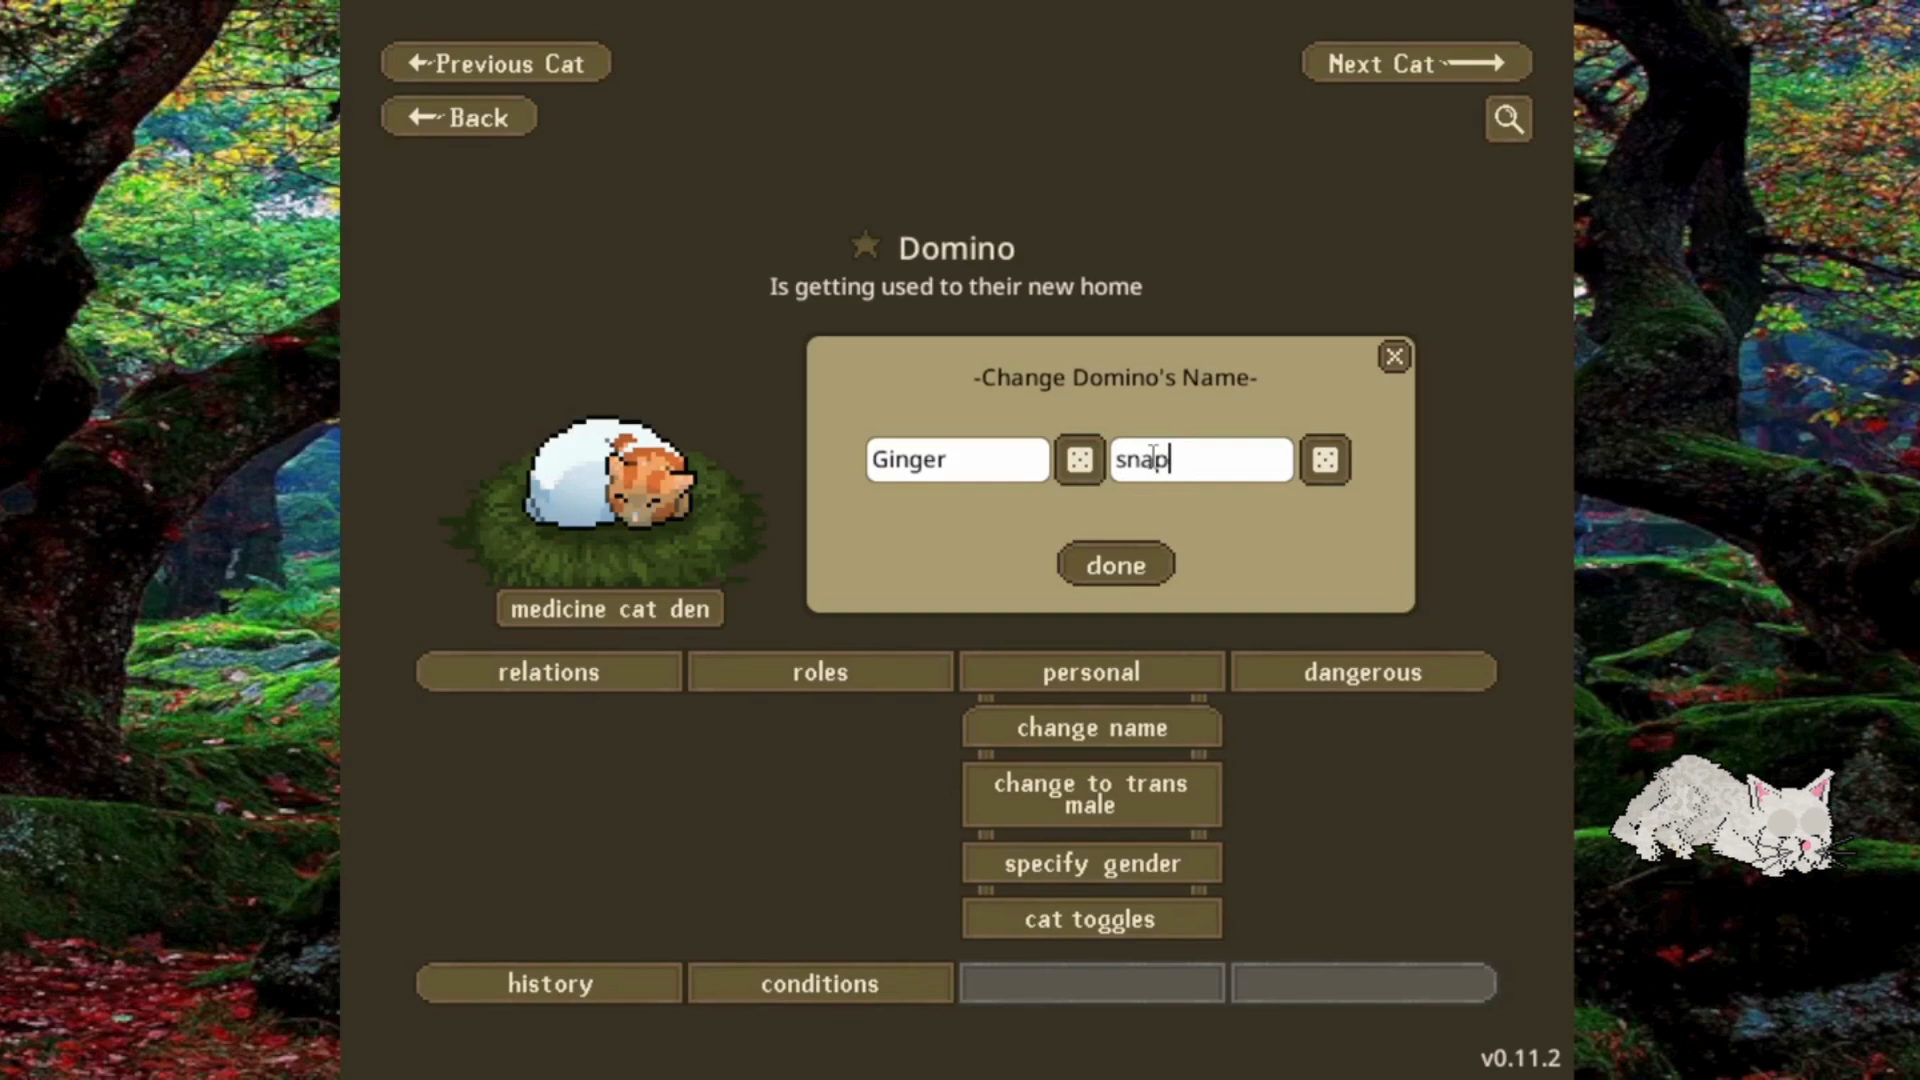 Previous Cat
Next Cat
Back
Domino
Is getting used to their new home
-Change Domino's Name-
Ginger
snap
done
medicine cat den
relations
roles
personal
dangerous
change name
change to trans
male
specify gender
cat toggles
history
conditions
v0.11.2